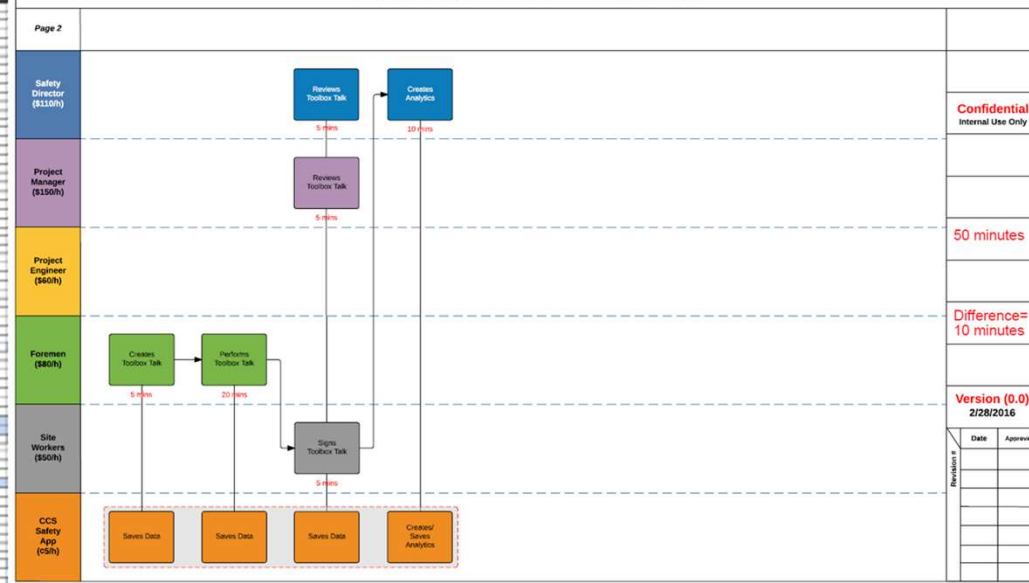 Page 2
Safety
Director
($110/h)
Reviews
Toolbox Talk
5 mins
Creates
Analytics
10 mins
Confidential
Internal Use Only
Project
Manager
($150/h)
Reviews
Toolbox Talk
5 mins
Project
Engineer
($60/h)
50 minutes
Foremen
($80/h)
Creates
Toolbox Talk
5 mins
Performs
Toolbox Talk
20 mins
Difference=
10 minutes
Site
Workers
($50/h)
Signs
Toolbox Talk
5 mins
Version (0.0)
2/28/2016
Revision #
Date
CCS
Safety
App
(c5/h)
Saves Data
Saves Data
Saves Data
Creates/
Saves
Analytics